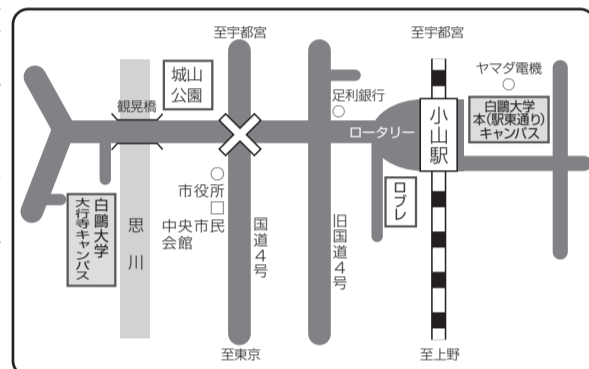 至宇都宮
至宇都宮
ヤマダ電機
城山
公園
足利銀行
観晃橋
白鷗大学
本(駅東通り)
キャンパス
ロータリー
小山駅
市役所
ロブレ
白鷗大学
大行寺キャンパス
思川
中央市民
会館
国道4号
旧国道4号
至東京
至上野